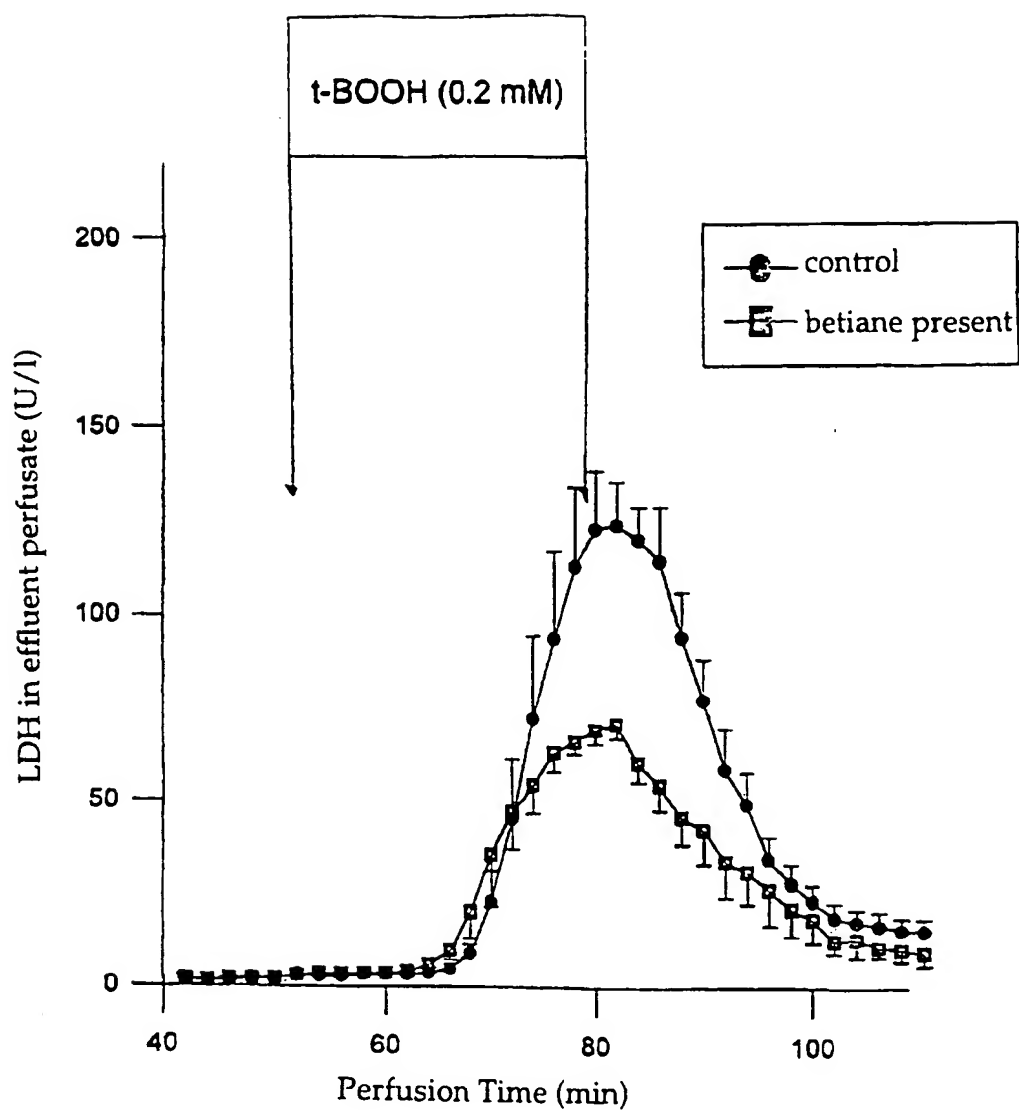 t-BOOH (0.2 mM)
200
150
100
50
0
control
betiane present
LDH in effluent perfusate (U/l)
40
60
80
100
Perfusion Time (min)